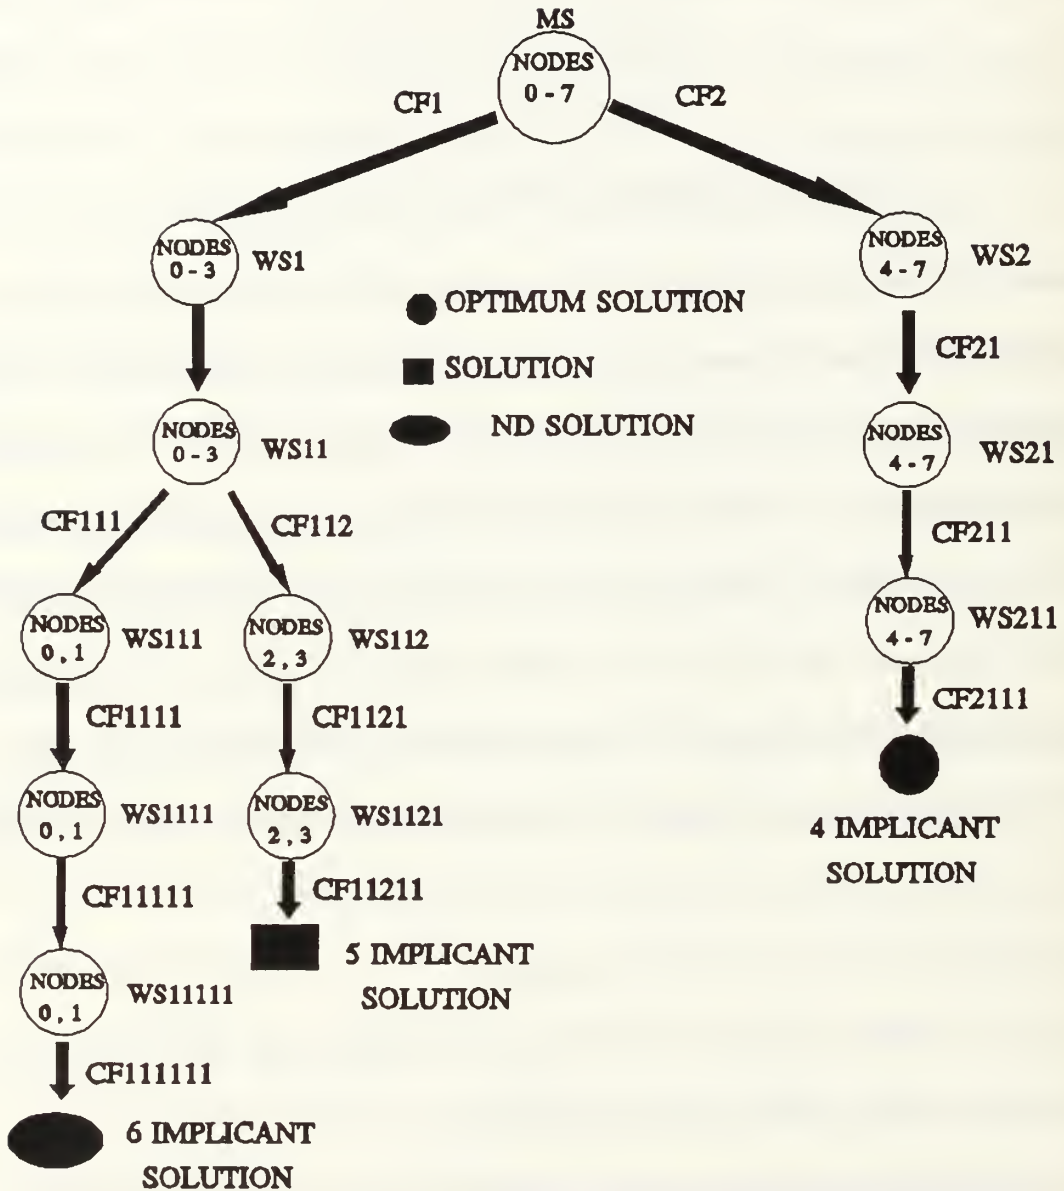 MS
NODES
0 - 7
CF1
CF2
NODES
0 - 3
WS1
NODES
4 - 7
WS2
OPTIMUM SOLUTION
SOLUTION
ND SOLUTION
CF21
NODES
0 - 3
WS11
NODES
4 - 7
WS21
CF111
CF112
CF211
NODES
0 , 1
WS111
NODES
2 , 3
WS112
NODES
4 - 7
WS211
CF1111
CF1121
CF2111
NODES
0 , 1
WS1111
NODES
2 , 3
WS1121
4 IMPLICANT
SOLUTION
CF11111
CF11211
NODES
0 , 1
WS11111
5 IMPLICANT
SOLUTION
CF111111
6 IMPLICANT
SOLUTION